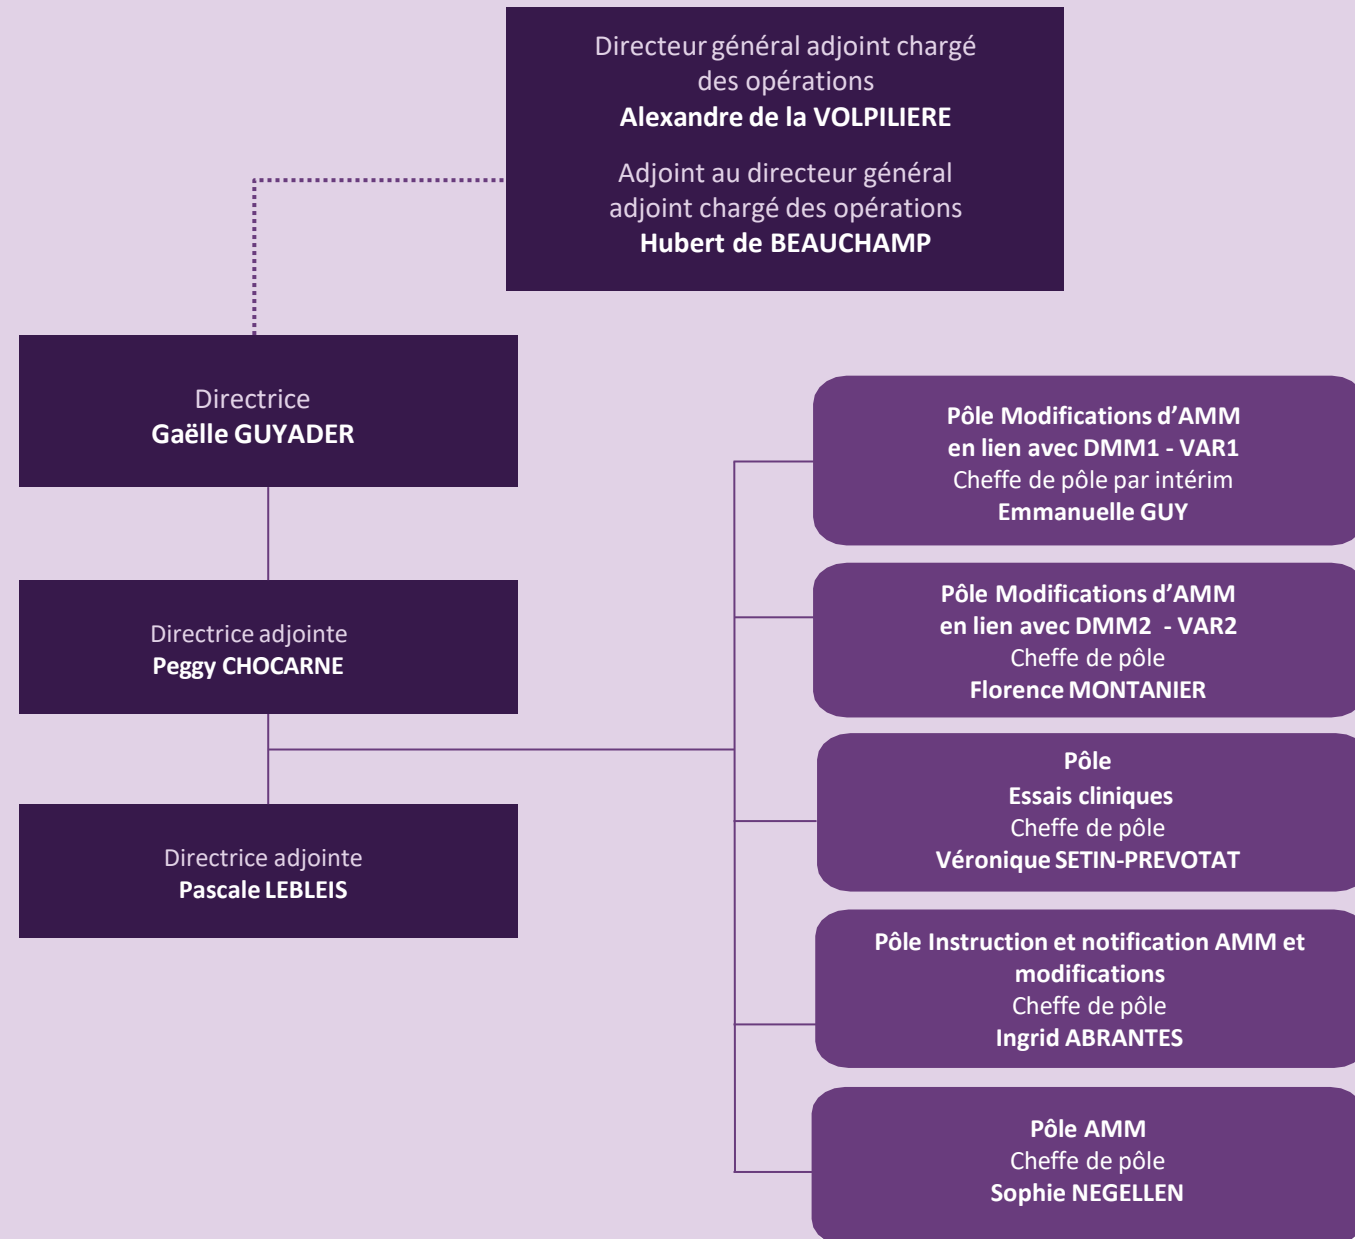 Directeur général adjoint chargé
des opérations
Alexandre de la VOLPILIERE
Adjoint au directeur général
adjoint chargé des opérations
Hubert de BEAUCHAMP
Directrice
Gaëlle GUYADER
Directrice adjointe
Peggy CHOCARNE
Directrice adjointe
Pascale LEBLEIS
Pôle Modifications d’AMM
en lien avec DMM1 - VAR1
Cheffe de pôle par intérim
Emmanuelle GUY
Pôle Modifications d’AMM
en lien avec DMM2 - VAR2
Cheffe de pôle
Florence MONTANIER
Pôle
Essais cliniques
Cheffe de pôle
Véronique SETIN-PREVOTAT
Pôle Instruction et notification AMM et
modifications
Cheffe de pôle
Ingrid ABRANTES
Pôle AMM
Cheffe de pôle
Sophie NEGELLEN